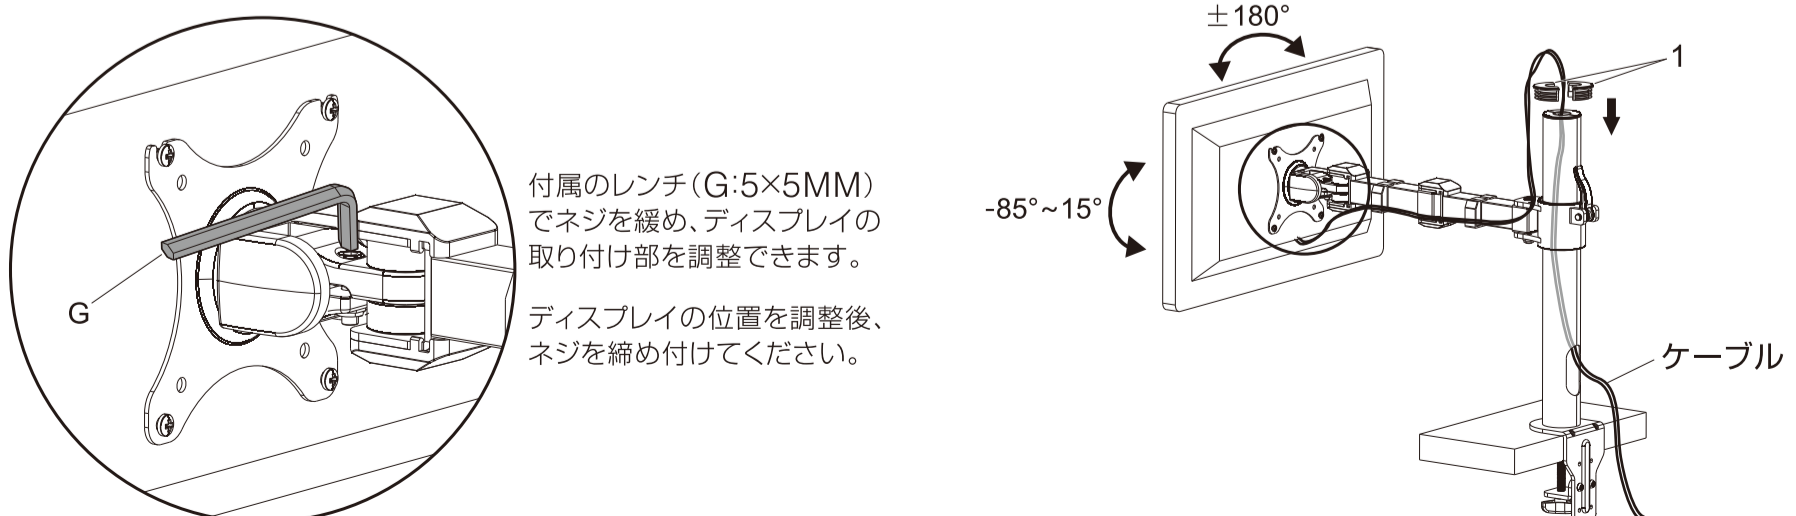 付属のレンチ（G:5×5MM）
でネジを緩め、ディスプレイの
取り付け部を調整できます。
ディスプレイの位置を調整後、
ネジを締め付けてください。
G
±180°
1
-85°~15°
ケーブル